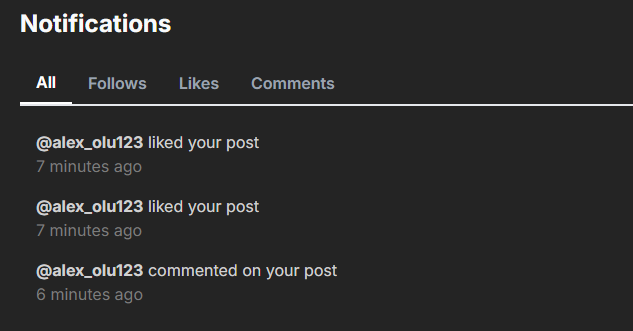 Notifications
All Follows Likes Comments
@alex_olu123 liked your post
7 minutes ago
@alex_olu123 liked your post
7 minutes ago
@alex_olu123 commented on your post
6 minutes ago